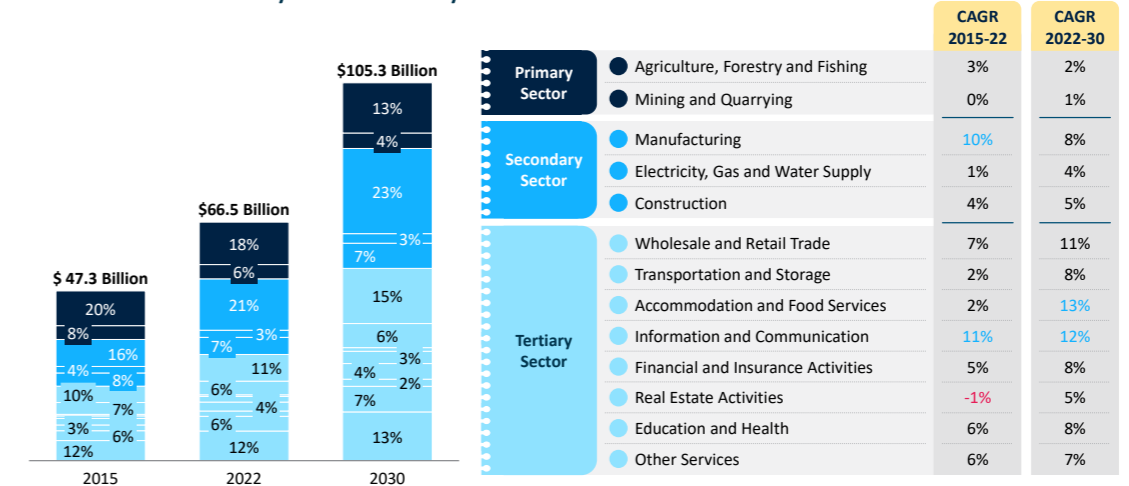 CAGR
2015-22
CAGR
2022-30
$105.3 Billion
13%
4%
23%
3%
7%
15%
6%
3%
4%
2%
7%
13%
$66.5 Billion
18%
6%
21%
3%
7%
11%
6%
4%
6%
12%
$ 47.3 Billion
20%
8%
16%
4%
8%
10%
7%
3%
6%
12%
2015
2022
2030
Primary
Sector
Agriculture, Forestry and Fishing 3% 2%
Mining and Quarrying 0% 1%
Secondary
Sector
Manufacturing 10% 8%
Electricity, Gas and Water Supply 1% 4%
Construction 4% 5%
Tertiary
Sector
Wholesale and Retail Trade 7% 11%
Transportation and Storage 2% 8%
Accommodation and Food Services 2% 13%
Information and Communication 11% 12%
Financial and Insurance Activities 5% 8%
Real Estate Activities -1% 5%
Education and Health 6% 8%
Other Services 6% 7%